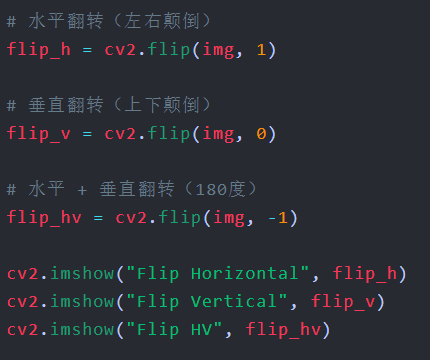 # 水平翻转（左右颠倒）
flip_h = cv2.flip(img, 1)
# 垂直翻转（上下颠倒）
flip_v = cv2.flip(img, 0)
# 水平 + 垂直翻转（180度）
flip_hv = cv2.flip(img, -1)
cv2.imshow("Flip Horizontal", flip_h)
cv2.imshow("Flip Vertical", flip_v)
cv2.imshow("Flip HV", flip_hv)